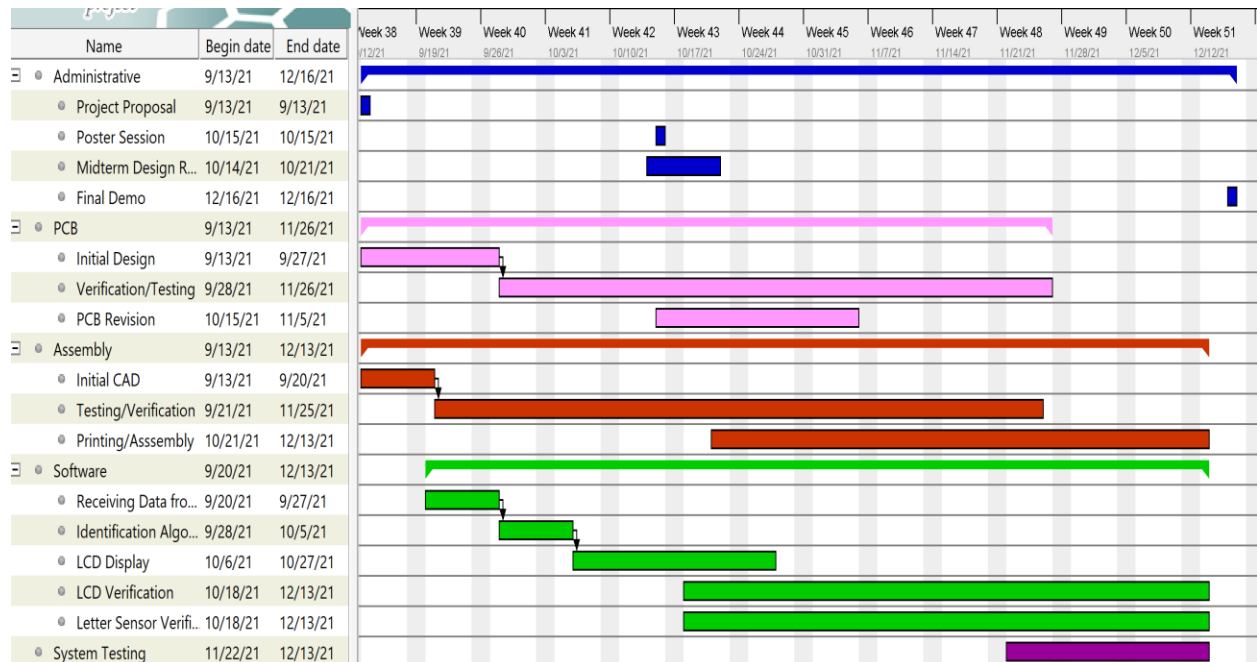 project
Week 38 Week 39 Week 40 Week 41 Week 42 Week 43 Week 44 Week 45 Week 46 Week 47 Week 48 Week 49 Week 50 Week 51
Name Begin date End date /12/21 9/19/21 9/26/21 10/3/21 10/10/21 10/17/21 10/24/21 10/31/21 11/7/21 11/14/21 11/21/21 11/28/21 12/5/21 12/12/21
Administrative 9/13/21 12/16/21
Project Proposal 9/13/21 9/13/21
Poster Session 10/15/21 10/15/21
Midterm Design R... 10/14/21 10/21/21
Final Demo 12/16/21 12/16/21
PCB 9/13/21 11/26/21
Initial Design 9/13/21 9/27/21
Verification/Testing 9/28/21 11/26/21
PCB Revision 10/15/21 11/5/21
Assembly 9/13/21 12/13/21
Initial CAD 9/13/21 9/20/21
Testing/Verification 9/21/21 11/25/21
Printing/Asssembly 10/21/21 12/13/21
Software 9/20/21 12/13/21
Receiving Data fro... 9/20/21 9/27/21
Identification Algo... 9/28/21 10/5/21
LCD Display 10/6/21 10/27/21
LCD Verification 10/18/21 12/13/21
Letter Sensor Verifi... 10/18/21 12/13/21
System Testing 11/22/21 12/13/21